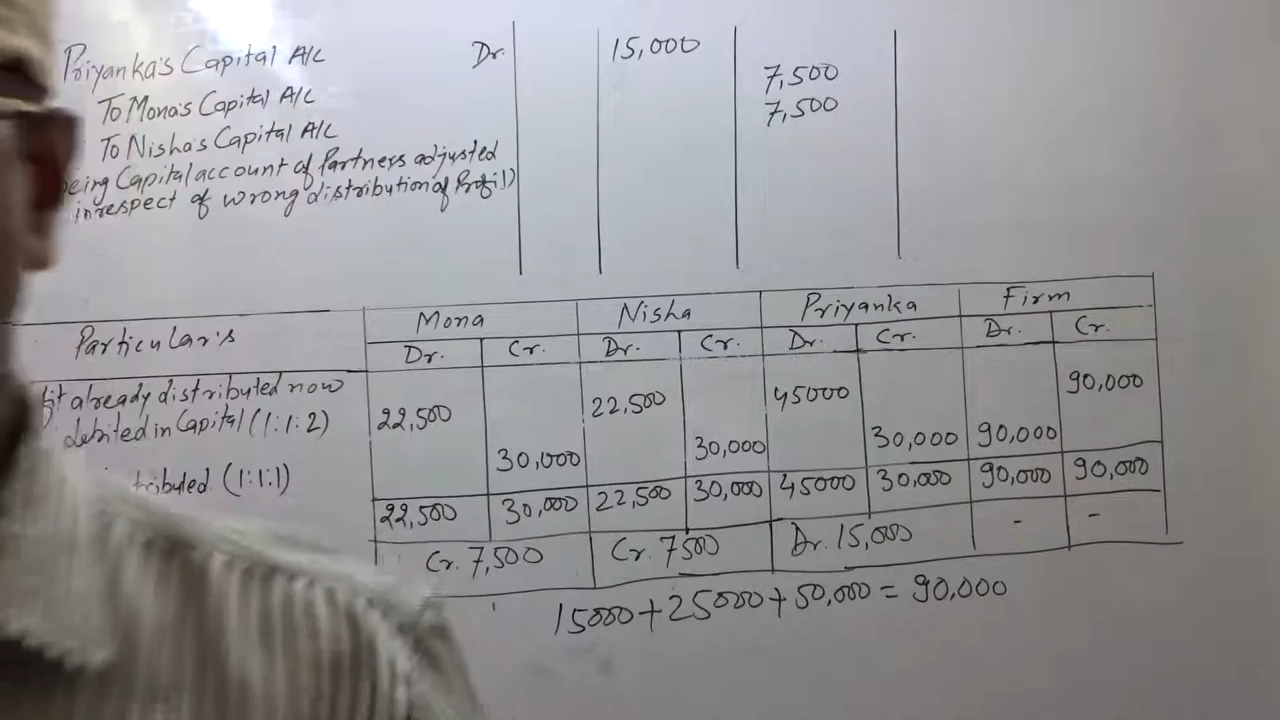 Priyanka's Capital A/C Dr. 15,000
To Mona's Capital A/C 7,500
To Nisha's Capital A/C 7,500
eing Capital account of Partners adjusted
in respect of wrong distribution of Profit)
Particular's Mona Nisha Priyanka Firm
Dr. Cr. Dr. Cr. Dr. Cr. Dr. Cr.
fit already distributed now
debited in Capital (1:1:2) 22,500 22,500 45000 90,000
tributed (1:1:1) 30,000 30,000 30,000 90,000
22,500 30,000 22,500 30,000 45000 30,000 90,000 90,000
Cr. 7,500 Cr. 7500 Dr. 15,000 - -
15000+25000+50,000 = 90,000